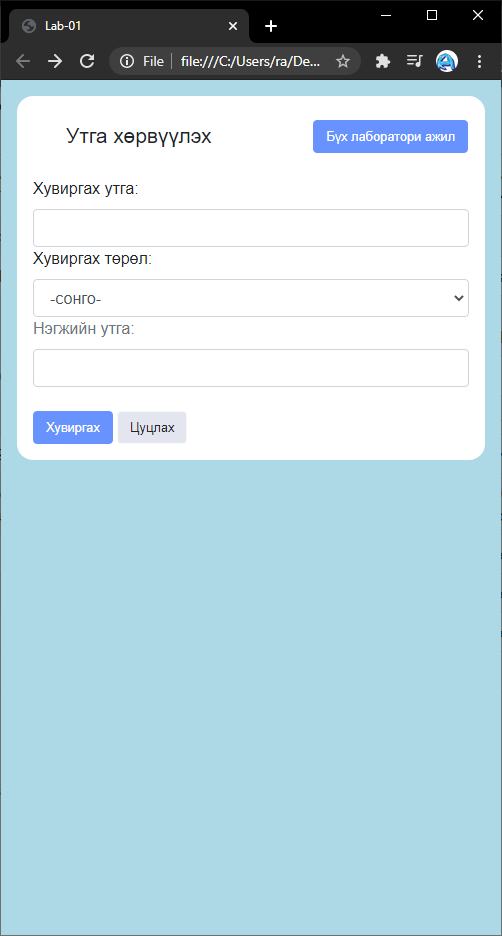 Lab-01
File file:///C:/Users/ra/De...
Утга хөрвүүлэх
Бүх лаборатори ажил
Хувиргах утга:
Хувиргах төрөл:
-сонго-
Нэгжийн утга:
Хувиргах Цуцлах